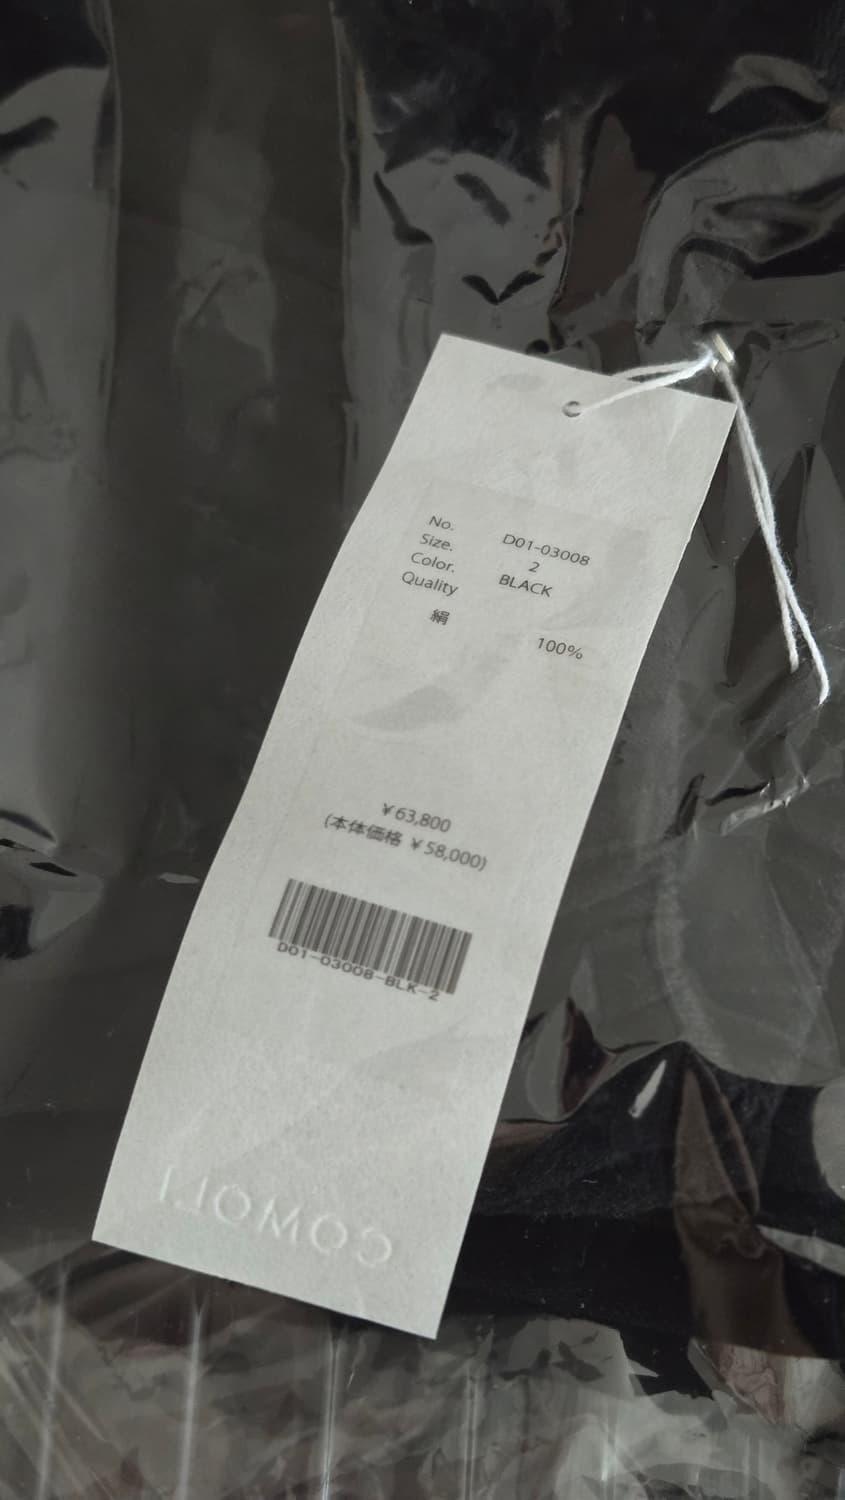 No. D01-03008
Size. 2
Color. BLACK
Quality
絹 100%
¥63,800
(本体価格 ¥58,000)
D01-03008-BLK-2
COMOLI